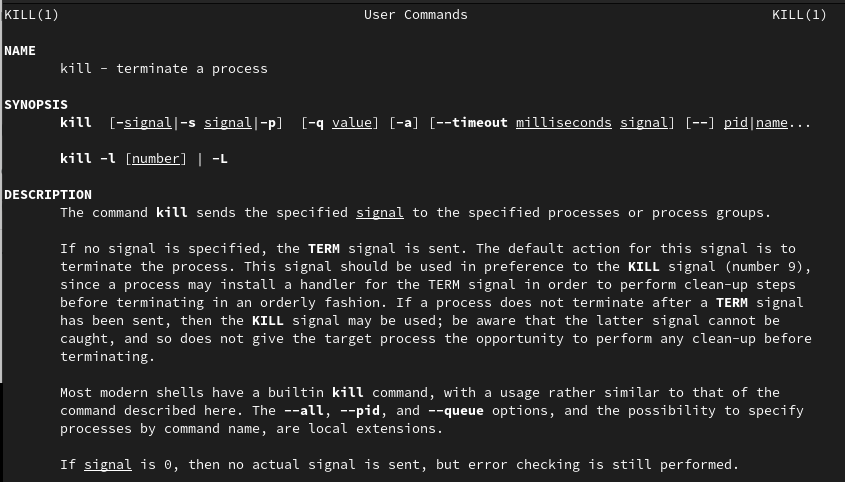 KILL(1) User Commands KILL(1)
NAME
kill - terminate a process
SYNOPSIS
kill [-signal|-s signal|-p] [-q value] [-a] [--timeout milliseconds signal] [--] pid|name...
kill -l [number] | -L
DESCRIPTION
The command kill sends the specified signal to the specified processes or process groups.
If no signal is specified, the TERM signal is sent. The default action for this signal is to
terminate the process. This signal should be used in preference to the KILL signal (number 9),
since a process may install a handler for the TERM signal in order to perform clean-up steps
before terminating in an orderly fashion. If a process does not terminate after a TERM signal
has been sent, then the KILL signal may be used; be aware that the latter signal cannot be
caught, and so does not give the target process the opportunity to perform any clean-up before
terminating.
Most modern shells have a builtin kill command, with a usage rather similar to that of the
command described here. The --all, --pid, and --queue options, and the possibility to specify
processes by command name, are local extensions.
If signal is 0, then no actual signal is sent, but error checking is still performed.